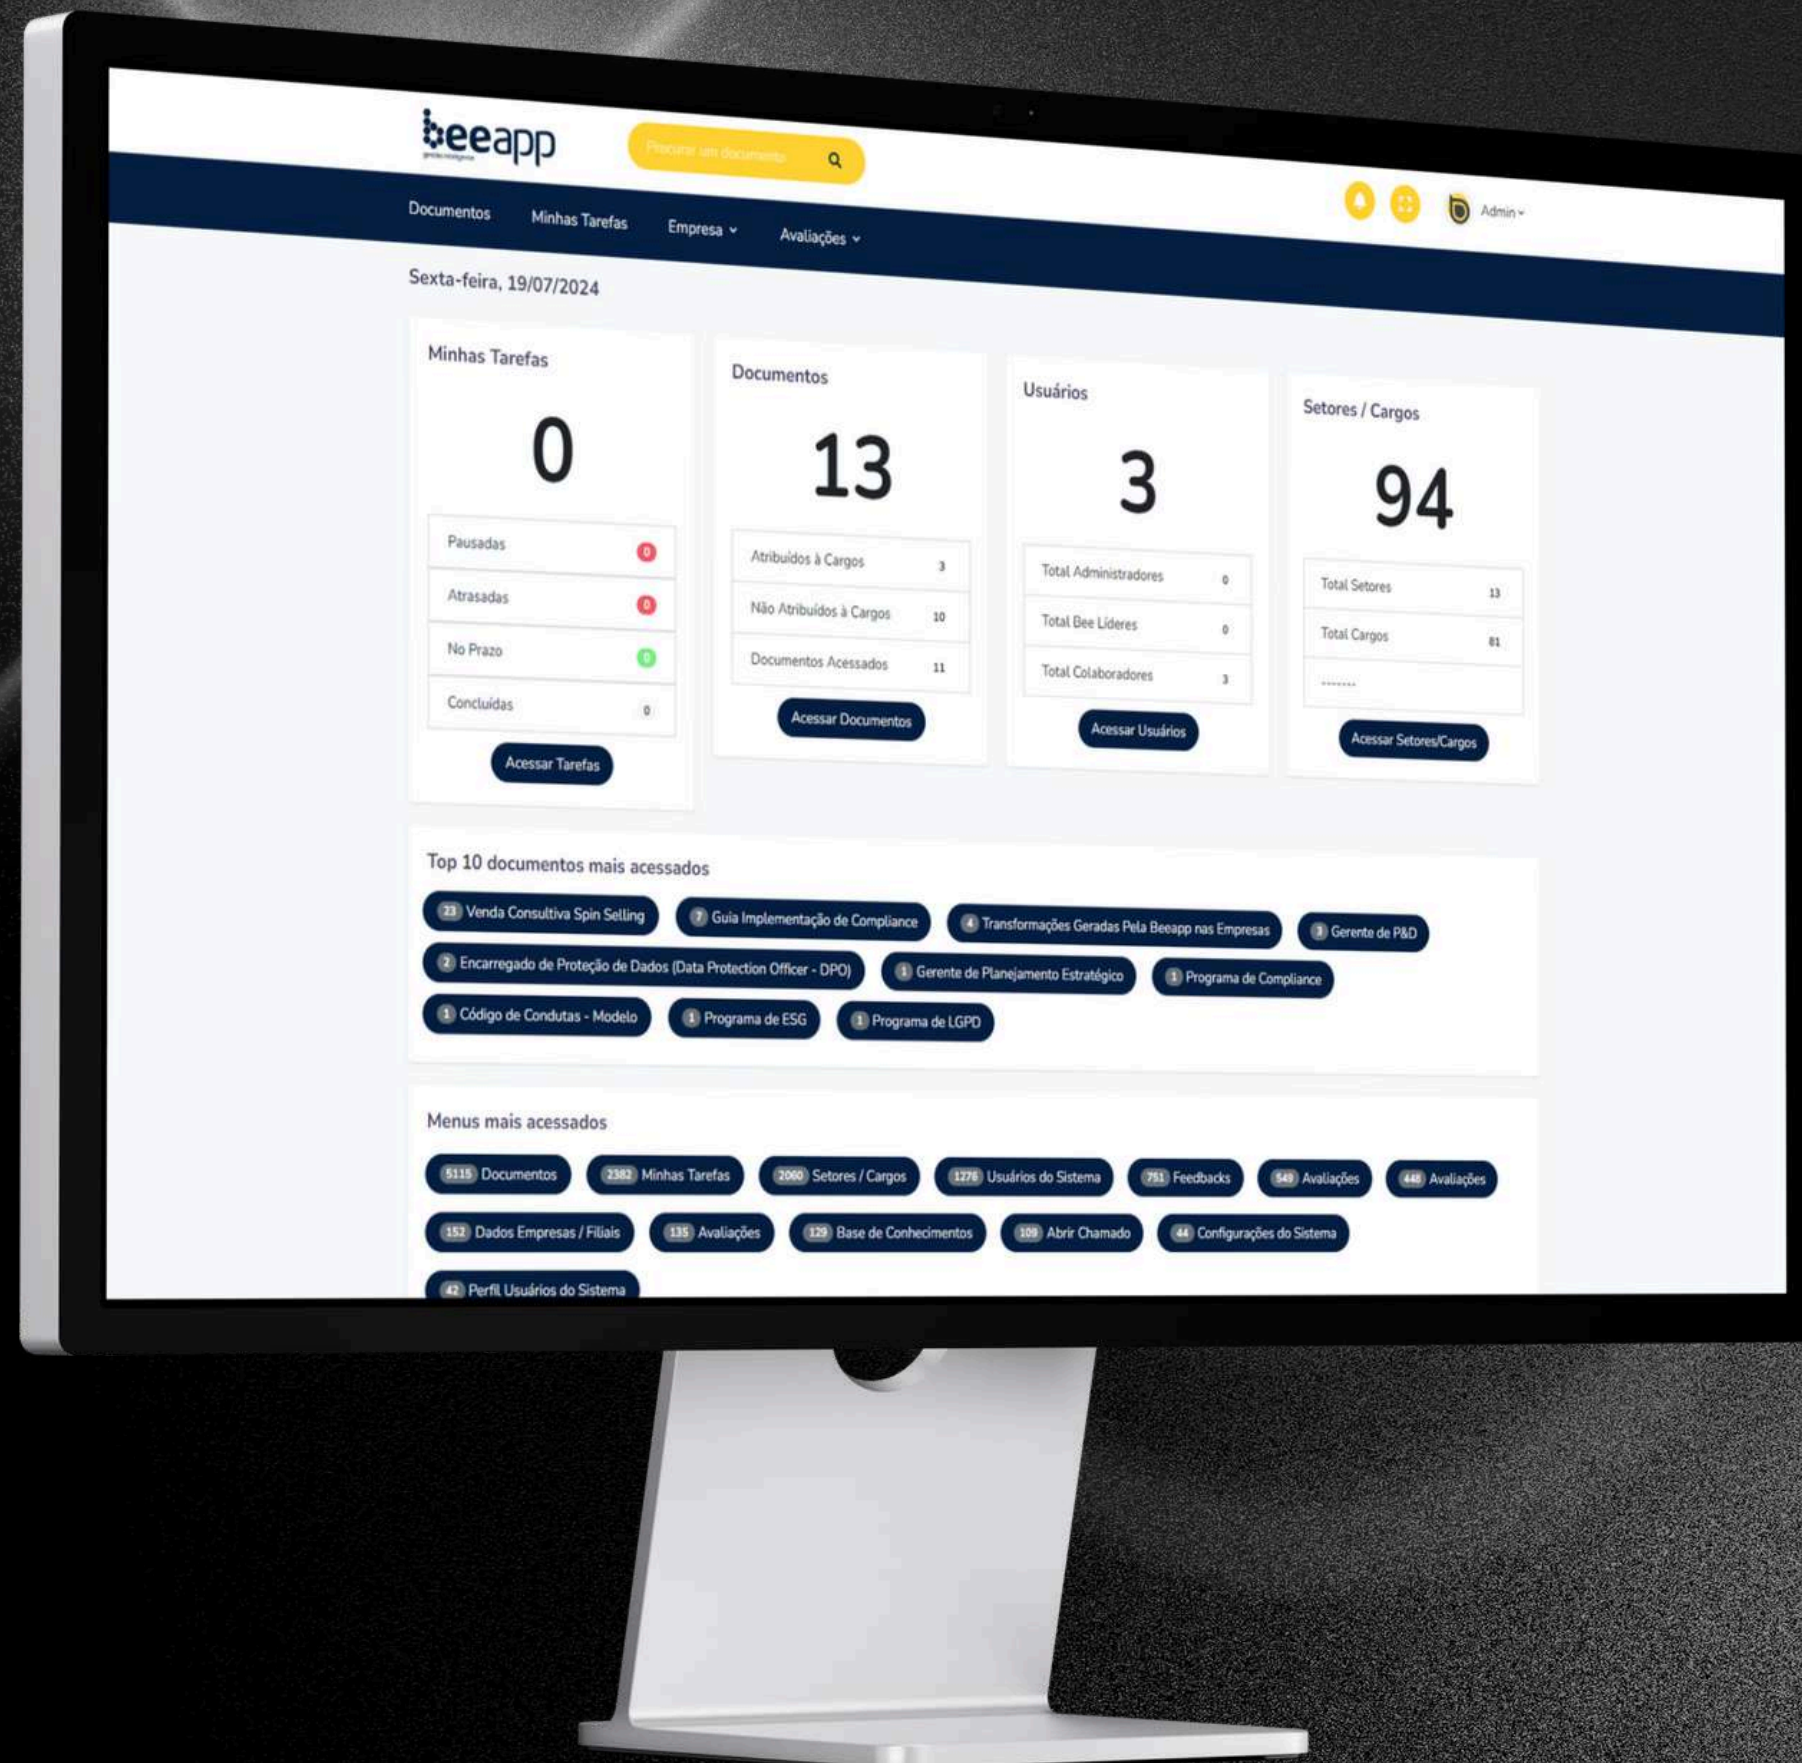 beeapp
Procurar um documento
Admin
Documentos Minhas Tarefas Empresa Avaliações
Sexta-feira, 19/07/2024
Minhas Tarefas
0
Pausadas 0
Atrasadas 0
No Prazo 0
Concluídas 0
Acessar Tarefas
Documentos
13
Atribuídos à Cargos 3
Não Atribuídos à Cargos 10
Documentos Acessados 11
Acessar Documentos
Usuários
3
Total Administradores 0
Total Bee Líderes 0
Total Colaboradores 3
Acessar Usuários
Setores / Cargos
94
Total Setores 13
Total Cargos 81
-------
Acessar Setores/Cargos
Top 10 documentos mais acessados
23 Venda Consultiva Spin Selling 7 Guia Implementação de Compliance 4 Transformações Geradas Pela Beeapp nas Empresas 3 Gerente de P&D
2 Encarregado de Proteção de Dados (Data Protection Officer - DPO) 1 Gerente de Planejamento Estratégico 1 Programa de Compliance
1 Código de Condutas - Modelo 1 Programa de ESG 1 Programa de LGPD
Menus mais acessados
5115 Documentos 2382 Minhas Tarefas 2060 Setores / Cargos 1276 Usuários do Sistema 751 Feedbacks 549 Avaliações 448 Avaliações
152 Dados Empresas / Filiais 135 Avaliações 129 Base de Conhecimentos 109 Abrir Chamado 44 Configurações do Sistema
42 Perfil Usuários do Sistema